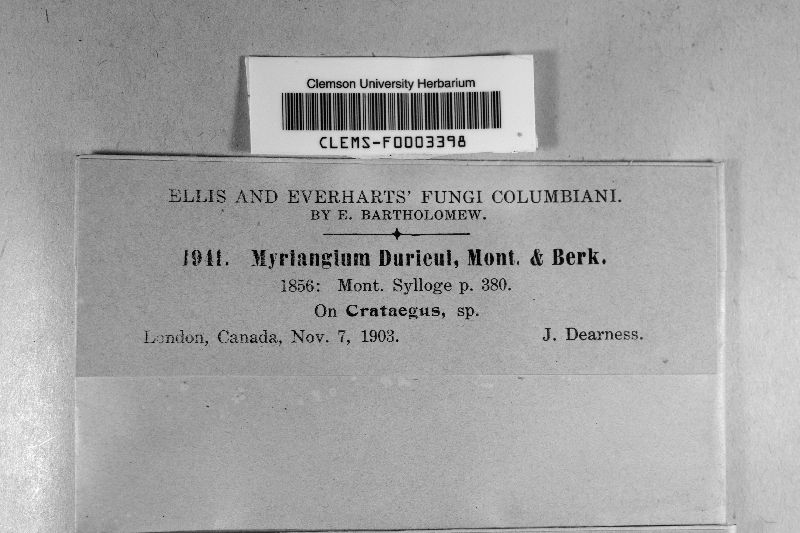 Clemson University Herbarium
CLEMS-F0003398
ELLIS AND EVERHARTS' FUNGI COLUMBIANI.
BY E. BARTHOLOMEW.
1941. Myriangium Durieui, Mont. & Berk.
1856: Mont. Sylloge p. 380.
On Crataegus, sp.
London, Canada, Nov. 7, 1903. J. Dearness.